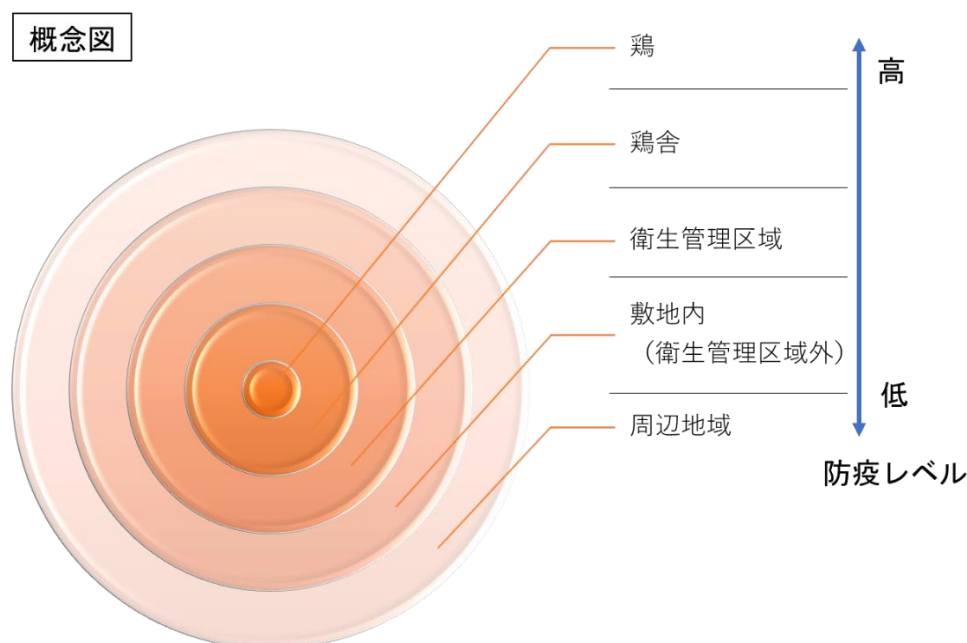 概念図
鶏
高
鶏舎
衛生管理区域
敷地内
（衛生管理区域外）
低
周辺地域
防疫レベル